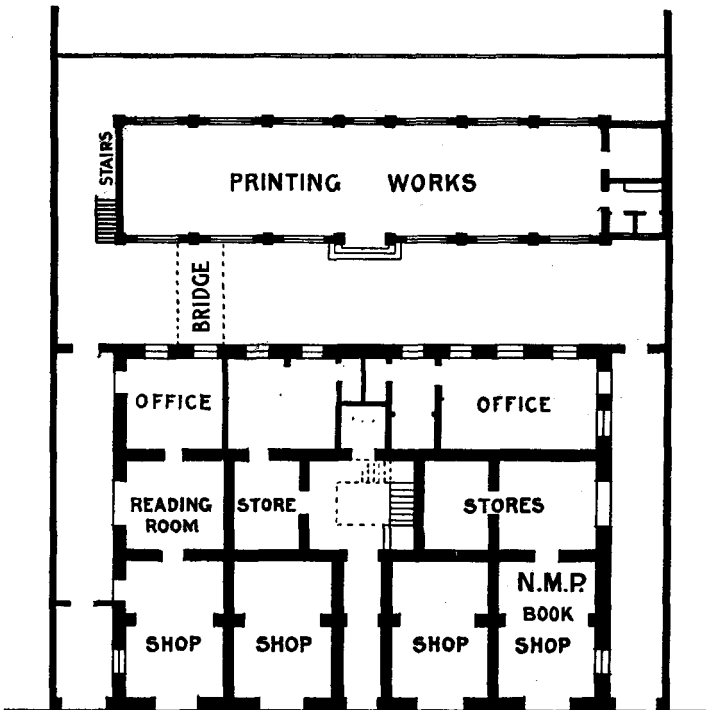 STAIRS
PRINTING WORKS
BRIDGE
OFFICE
OFFICE
READING
ROOM
STORE
STORES
N.M.P.
BOOK
SHOP
SHOP
SHOP
SHOP